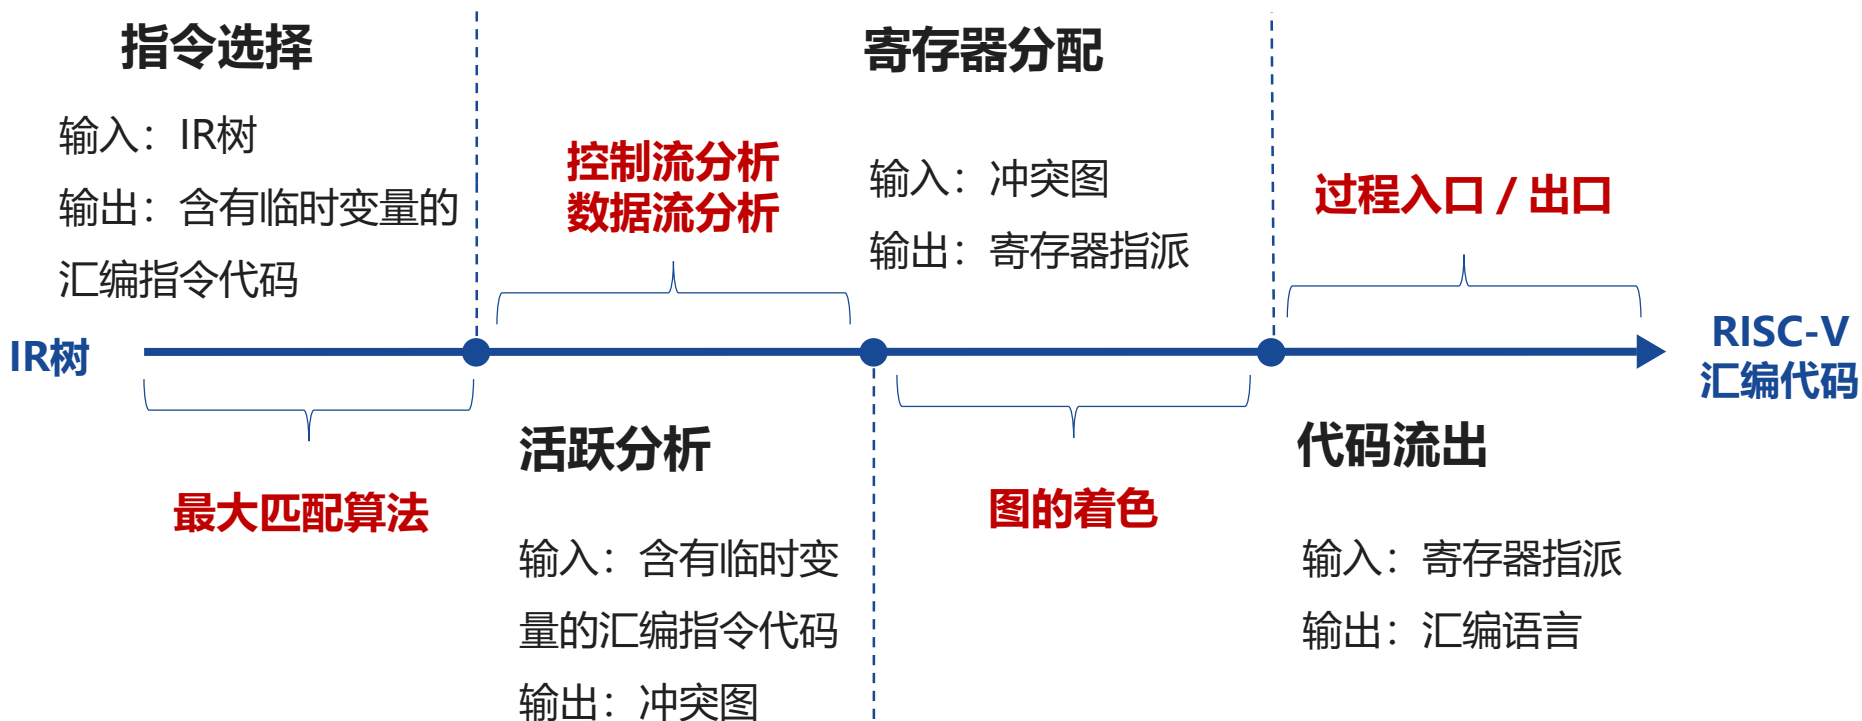 指令选择
输入：IR树
输出：含有临时变量的
汇编指令代码
控制流分析
数据流分析
寄存器分配
输入：冲突图
输出：寄存器指派
过程入口 / 出口
IR树
RISC-V
汇编代码
最大匹配算法
活跃分析
输入：含有临时变
量的汇编指令代码
输出：冲突图
图的着色
代码流出
输入：寄存器指派
输出：汇编语言